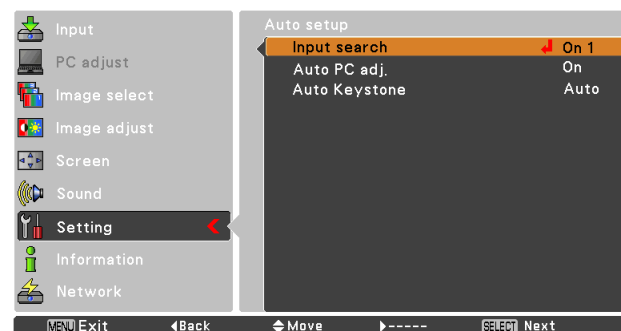 Input
PC adjust
Image select
Image adjust
Screen
Sound
Setting
Information
Network
Auto setup
Input search On 1
Auto PC adj. On
Auto Keystone Auto
MENU Exit Back Move ----- SELECT Next